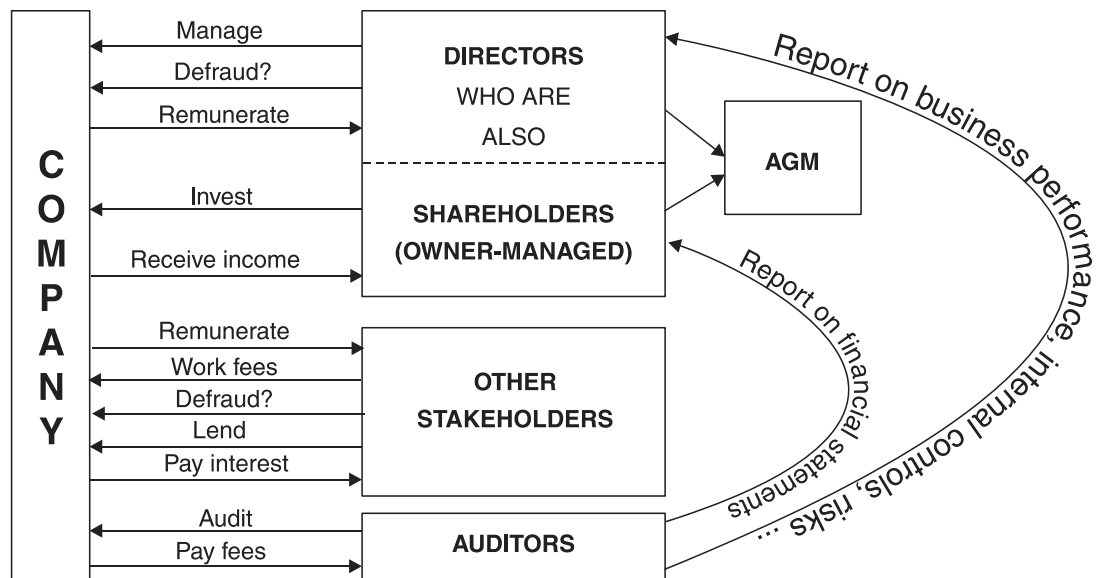 COMPANY
Manage
Defraud?
Remunerate
Invest
Receive income
DIRECTORS
WHO ARE
ALSO
SHAREHOLDERS
(OWNER-MANAGED)
AGM
Remunerate
Work fees
Defraud?
Lend
Pay interest
OTHER
STAKEHOLDERS
Audit
Pay fees
AUDITORS
Report on financial statements
Report on business performance, internal controls, risks, ...